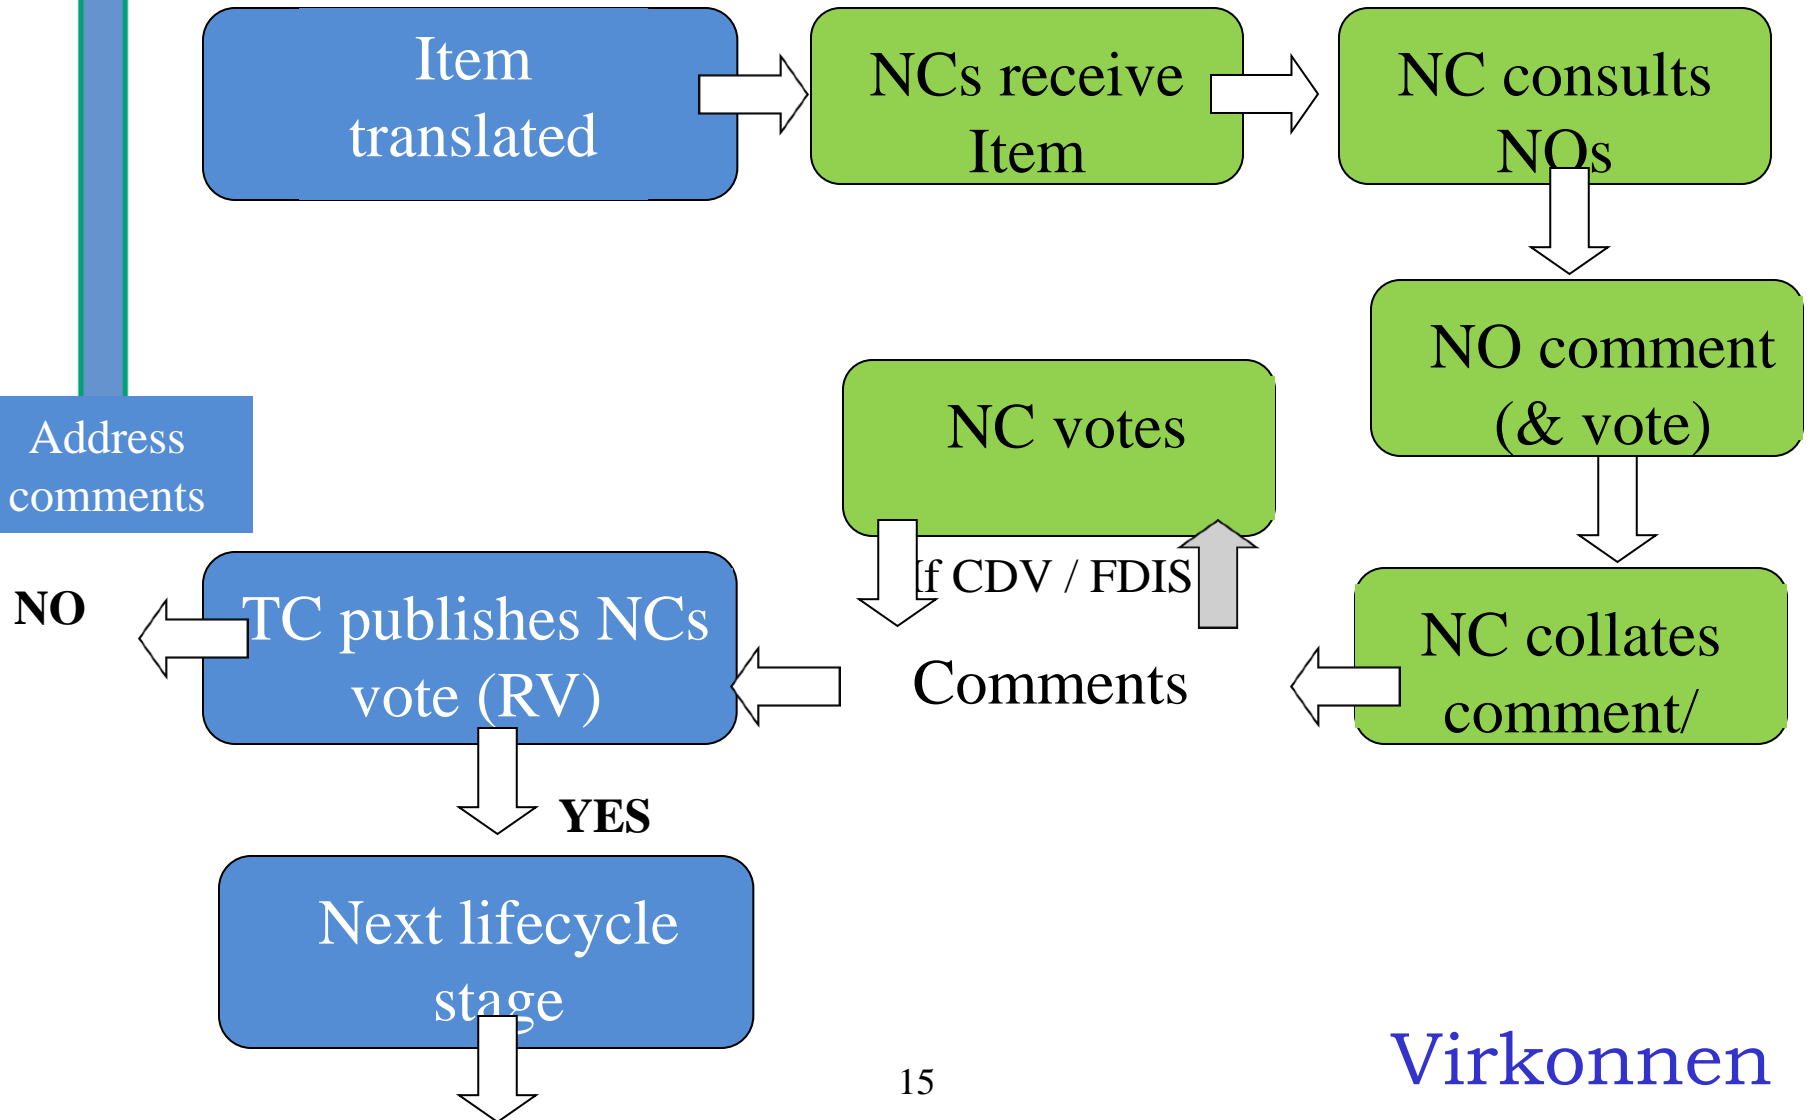 Item
translated
NCs receive
Item
NC consults
NOs
NO comment
(& vote)
NC collates
comment/
NC votes
If CDV / FDIS
Comments
TC publishes NCs
vote (RV)
NO
Address
comments
YES
Next lifecycle
stage
15
Virkonnen